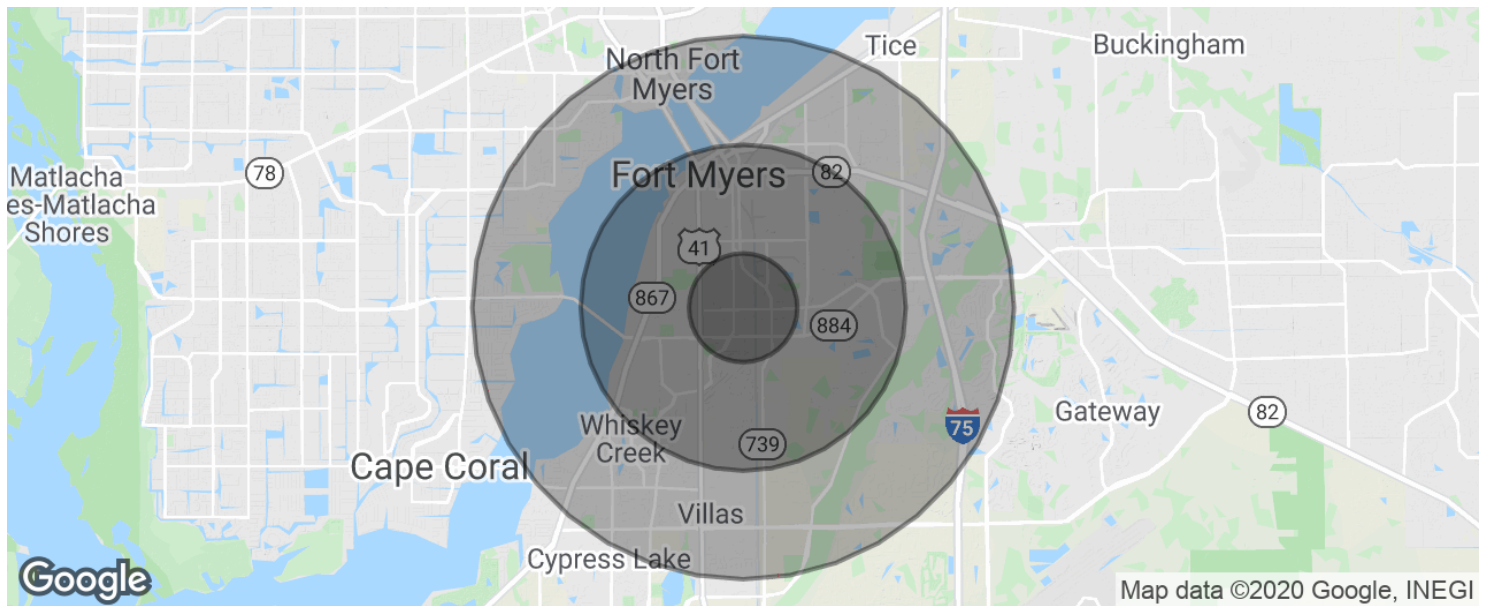 Tice
Buckingham
North Fort
Myers
78
Matlacha
es-Matlacha
Shores
Fort Myers
82
41
867
884
Whiskey
Creek
739
75
Gateway
82
Cape Coral
Villas
Cypress Lake
Google
Map data ©2020 Google, INEGI